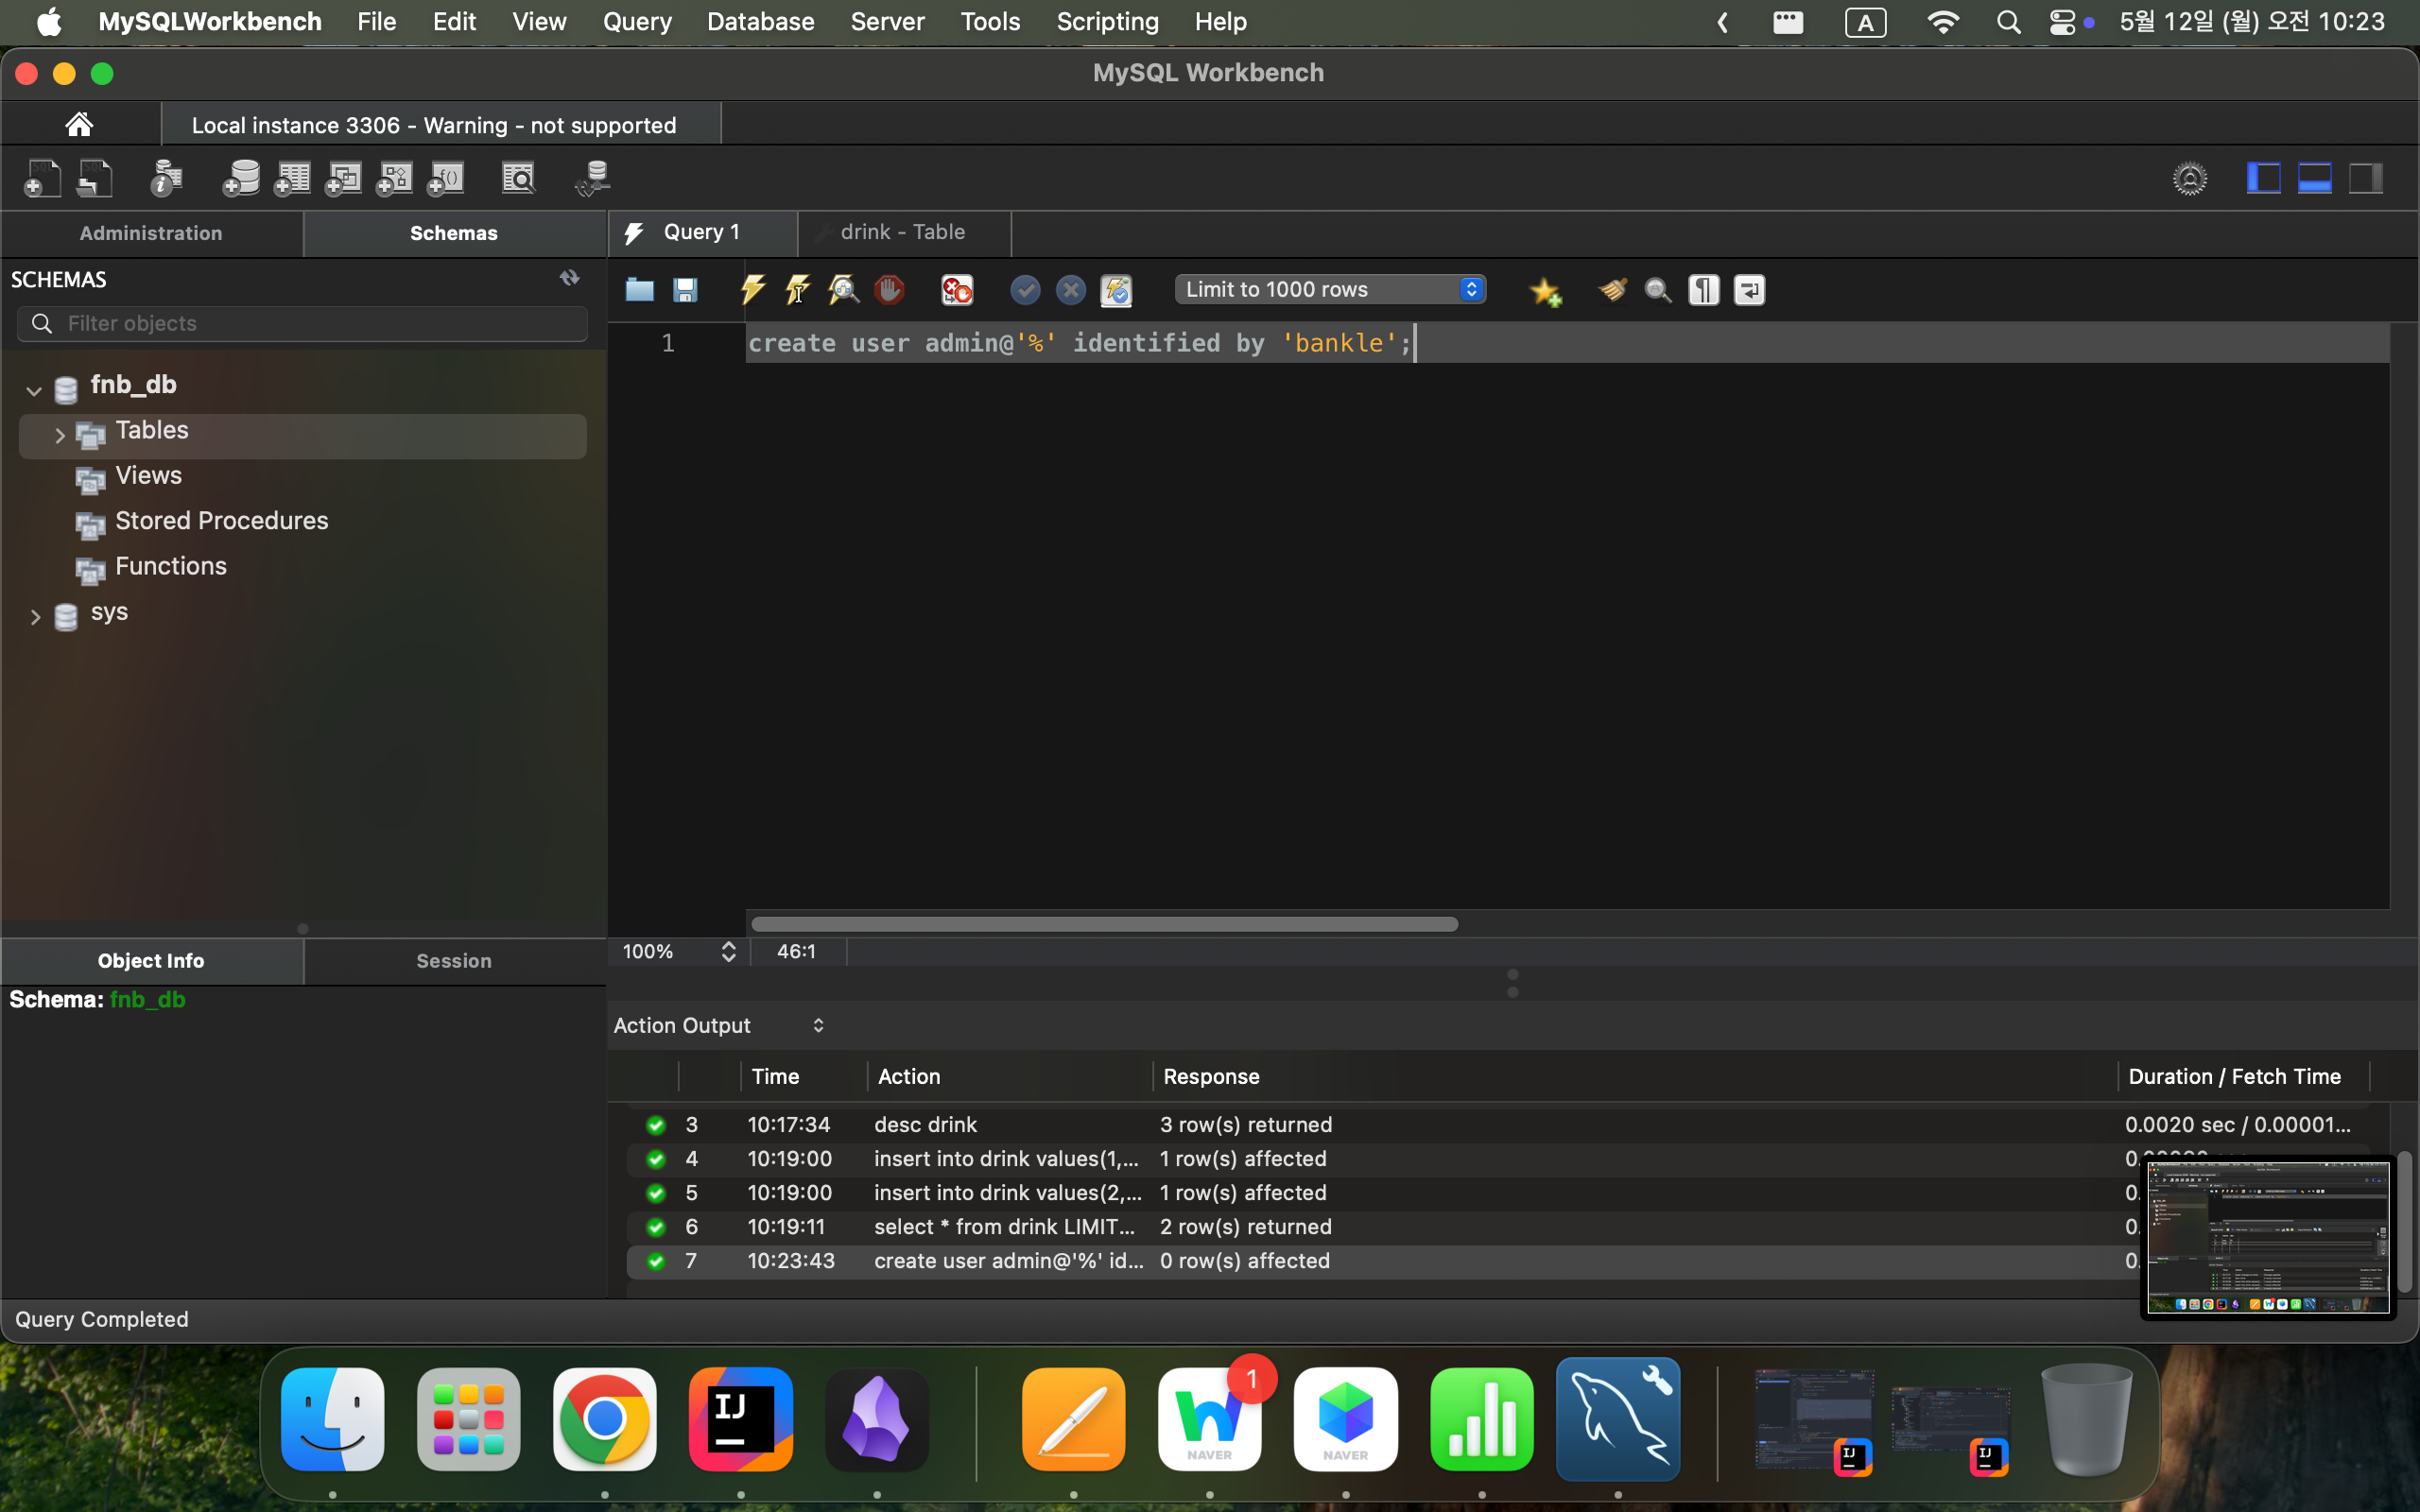 MySQLWorkbench File Edit View Query Database Server Tools Scripting Help A 5월 12일 (월) 오전 10:23
MySQL Workbench
Local instance 3306 - Warning - not supported
Administration Schemas Query 1 drink - Table
SCHEMAS
Limit to 1000 rows
Filter objects
1 create user admin@'%' identified by 'bankle';
fnb_db
Tables
Views
Stored Procedures
Functions
sys
100% 46:1
Object Info Session
Schema: fnb_db
Action Output
Time Action Response Duration / Fetch Time
3 10:17:34 desc drink 3 row(s) returned 0.0020 sec / 0.00001...
4 10:19:00 insert into drink values(1,... 1 row(s) affected
5 10:19:00 insert into drink values(2,... 1 row(s) affected 0.
6 10:19:11 select * from drink LIMIT... 2 row(s) returned 0.
7 10:23:43 create user admin@'%' id... 0 row(s) affected 0.
Query Completed
1
IJ
W
NAVER
NAVER
IJ
IJ